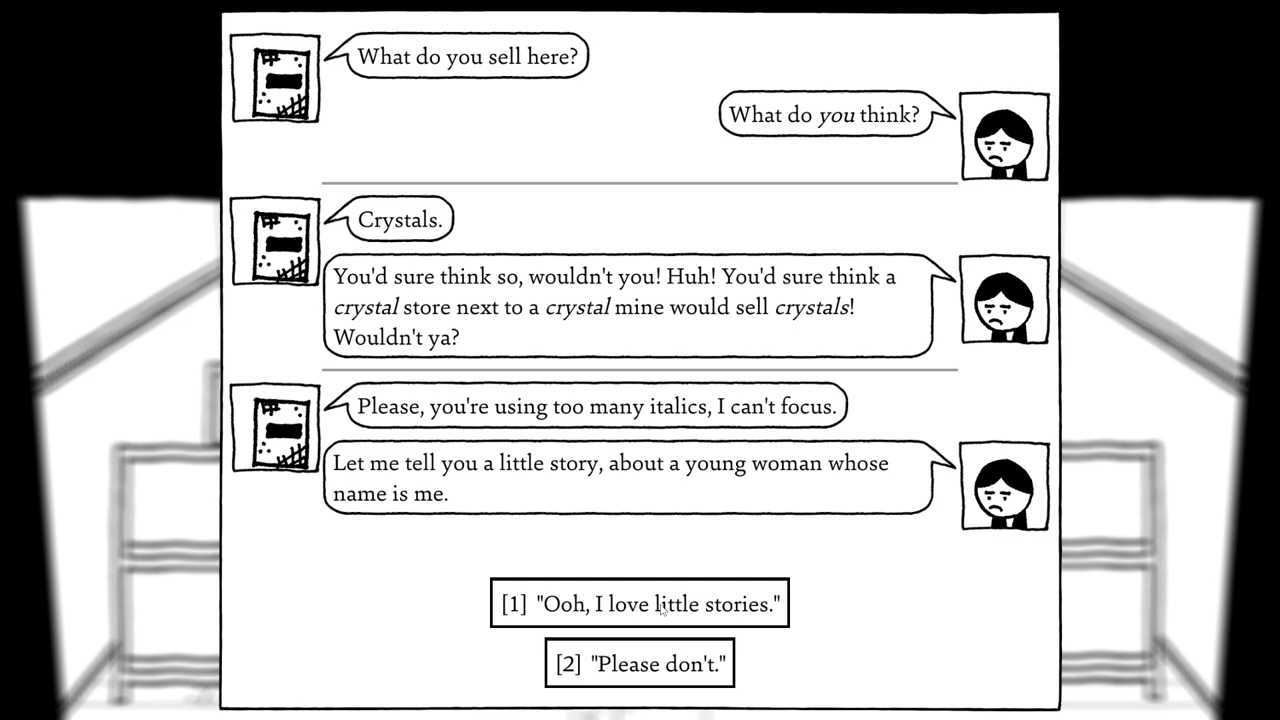 What do you sell here?
What do you think?
Crystals.
You'd sure think so, wouldn't you! Huh! You'd sure think a
crystal store next to a crystal mine would sell crystals!
Wouldn't ya?
Please, you're using too many italics, I can't focus.
Let me tell you a little story, about a young woman whose
name is me.
[1] "Ooh, I love little stories."
[2] "Please don't."